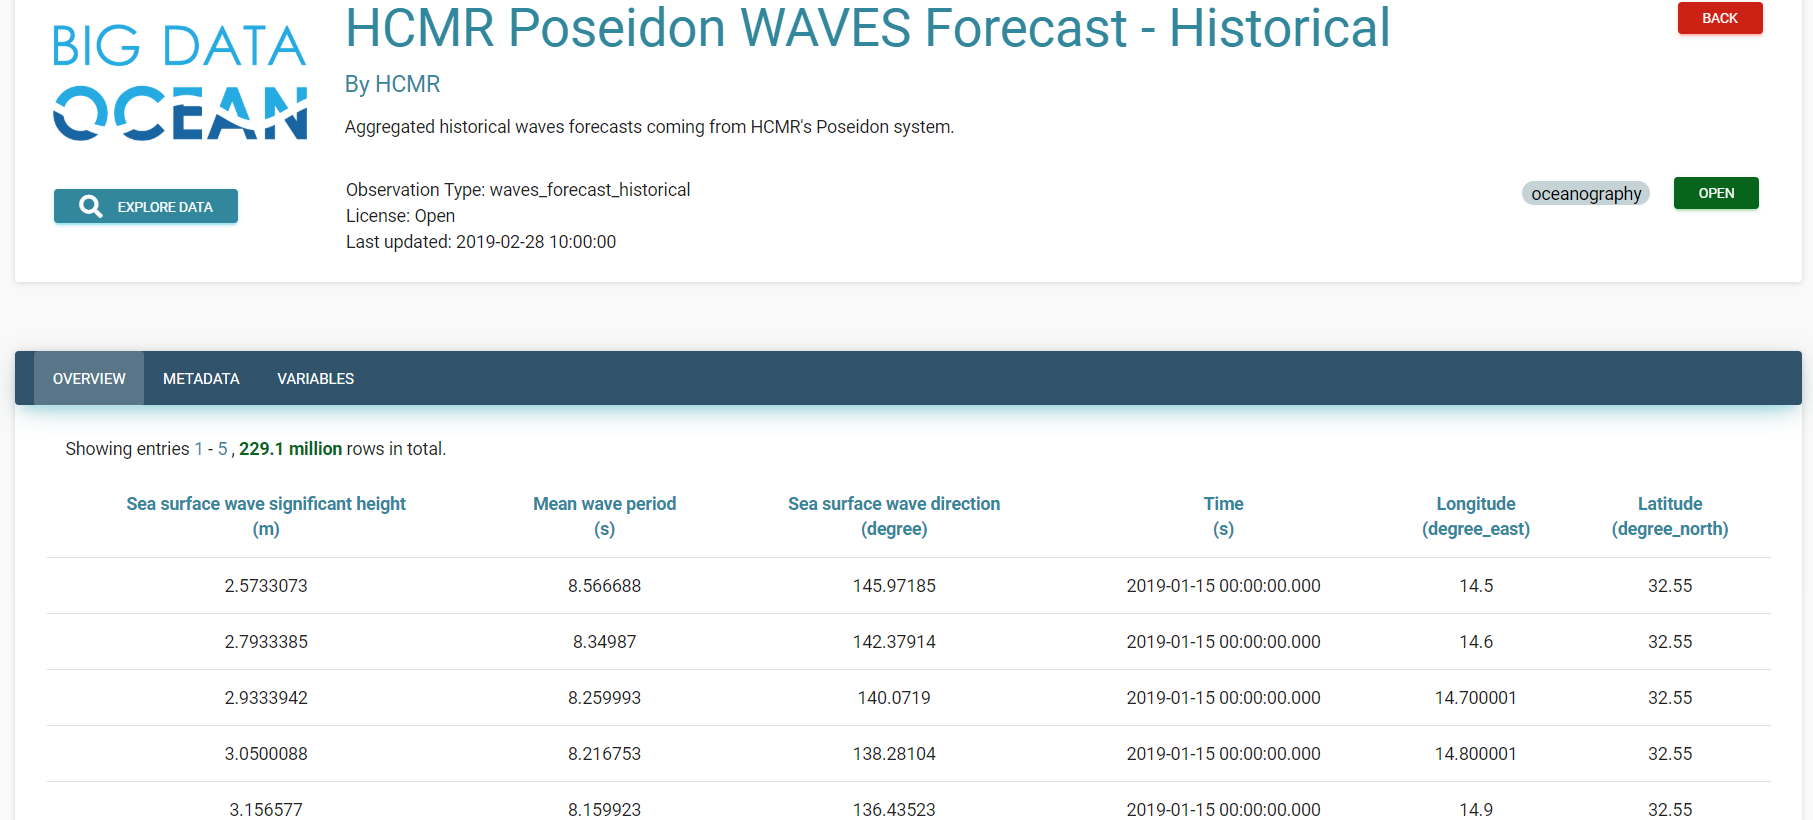 BIG DATA
OCEAN
HCMR Poseidon WAVES Forecast - Historical
BACK
By HCMR
Aggregated historical waves forecasts coming from HCMR's Poseidon system.
EXPLORE DATA
Observation Type: waves_forecast_historical
License: Open
Last updated: 2019-02-28 10:00:00
oceanography
OPEN
OVERVIEW METADATA VARIABLES
Showing entries 1 - 5 , 229.1 million rows in total.
Sea surface wave significant height Mean wave period Sea surface wave direction Time Longitude Latitude
(m) (s) (degree) (s) (degree_east) (degree_north)
2.5733073 8.566688 145.97185 2019-01-15 00:00:00.000 14.5 32.55
2.7933385 8.34987 142.37914 2019-01-15 00:00:00.000 14.6 32.55
2.9333942 8.259993 140.0719 2019-01-15 00:00:00.000 14.700001 32.55
3.0500088 8.216753 138.28104 2019-01-15 00:00:00.000 14.800001 32.55
3.156577 8.159923 136.43523 2019-01-15 00:00:00.000 14.9 32.55